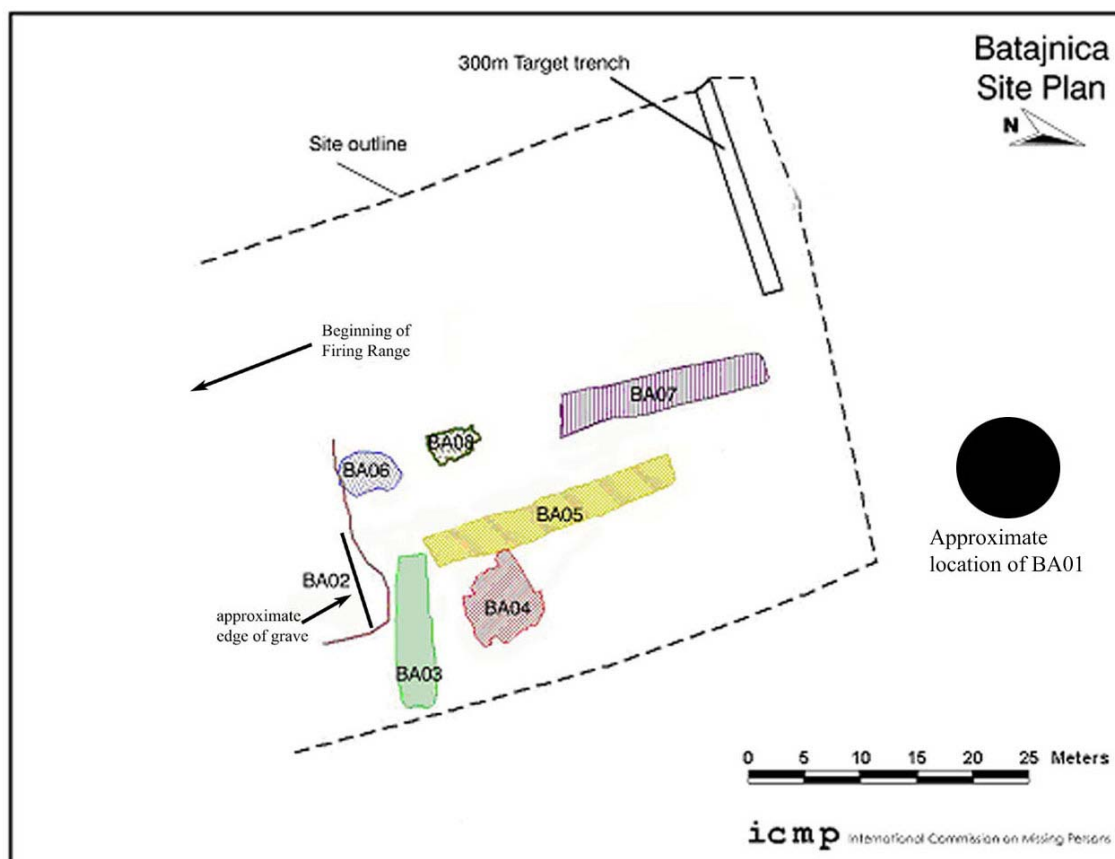 Batajnica
Site Plan
N
300m Target trench
Site outline
Beginning of
Firing Range
BA07
BA08
BA06
BA05
Approximate
location of BA01
BA02
approximate
edge of grave
BA04
BA03
0 5 10 15 20 25 Meters
icmp International Commission on Missing Persons